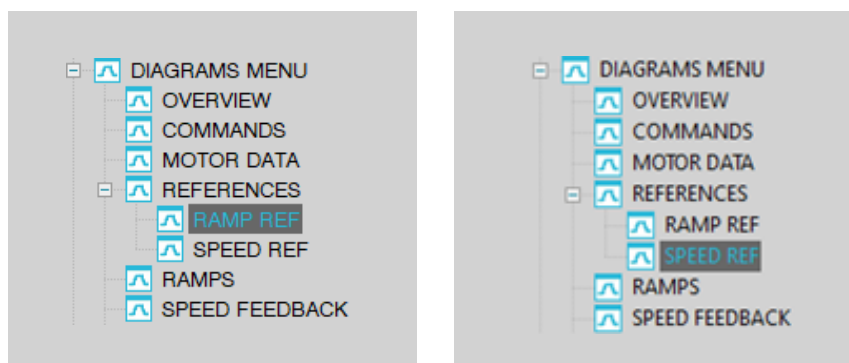 DIAGRAMS MENU
OVERVIEW
COMMANDS
MOTOR DATA
REFERENCES
RAMP REF
SPEED REF
RAMPS
SPEED FEEDBACK
DIAGRAMS MENU
OVERVIEW
COMMANDS
MOTOR DATA
REFERENCES
RAMP REF
SPEED REF
RAMPS
SPEED FEEDBACK